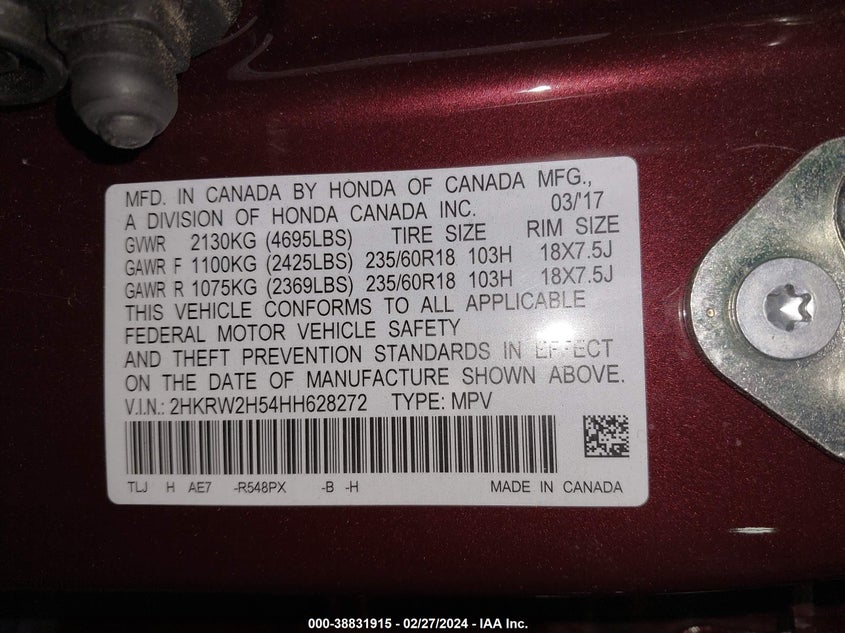 MFD. IN CANADA BY HONDA OF CANADA MFG.,
A DIVISION OF HONDA CANADA INC. 03/'17
GVWR 2130KG (4695LBS) TIRE SIZE RIM SIZE
GAWR F 1100KG (2425LBS) 235/60R18 103H 18X7.5J
GAWR R 1075KG (2369LBS) 235/60R18 103H 18X7.5J
THIS VEHICLE CONFORMS TO ALL APPLICABLE
FEDERAL MOTOR VEHICLE SAFETY
AND THEFT PREVENTION STANDARDS IN EFFECT
ON THE DATE OF MANUFACTURE SHOWN ABOVE.
V.I.N.: 2HKRW2H54HH628272 TYPE: MPV
TLJ H AE7 -R548PX -B -H MADE IN CANADA
000-38831915 - 02/27/2024 - IAA Inc.